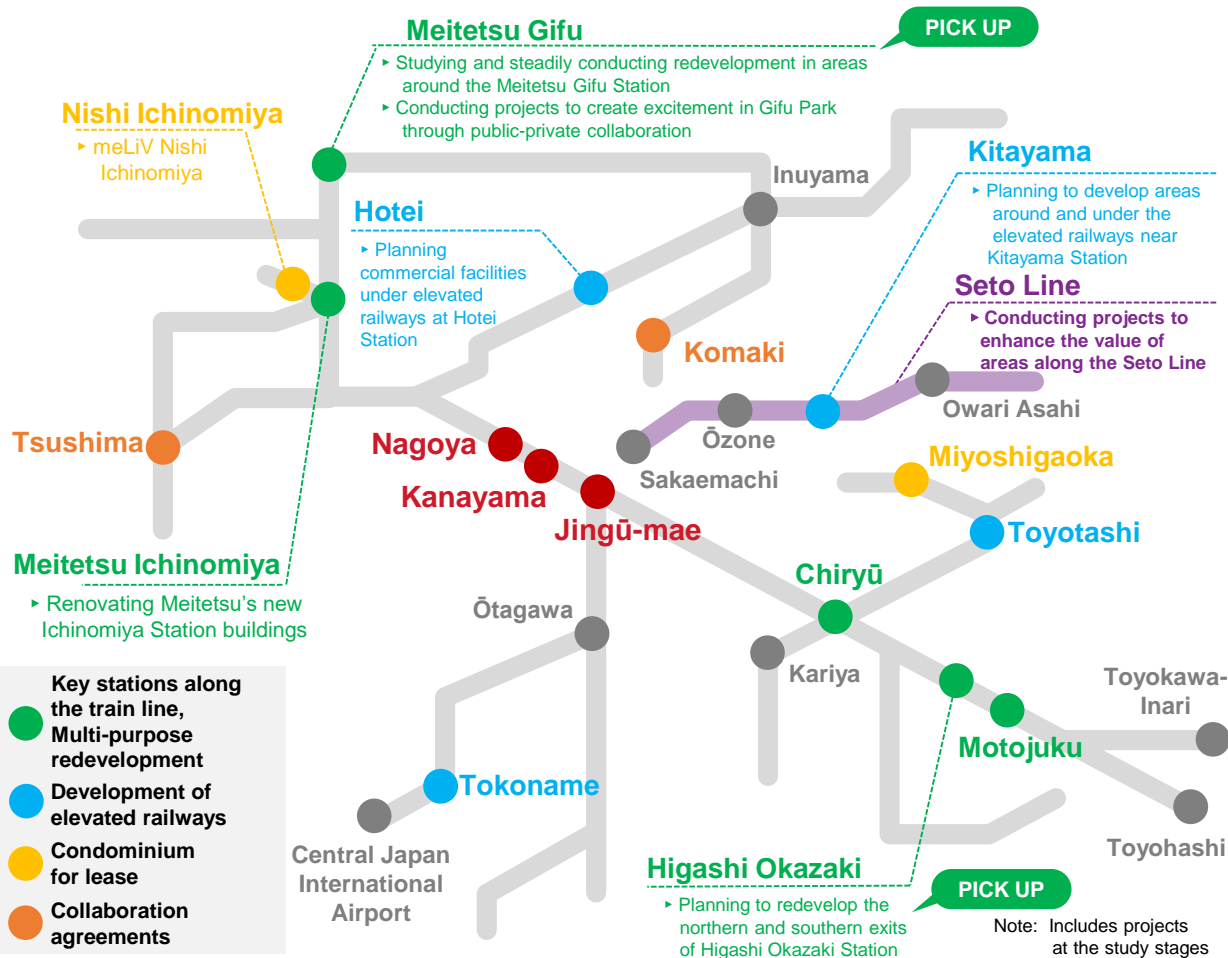 Meitetsu Gifu
PICK UP
▸ Studying and steadily conducting redevelopment in areas
around the Meitetsu Gifu Station
▸ Conducting projects to create excitement in Gifu Park
through public-private collaboration
Nishi Ichinomiya
▸ meLiV Nishi
Ichinomiya
Kitayama
▸ Planning to develop areas
around and under the
elevated railways near
Kitayama Station
Inuyama
Hotei
▸ Planning
commercial facilities
under elevated
railways at Hotei
Station
Seto Line
▸ Conducting projects to
enhance the value of
areas along the Seto Line
Komaki
Owari Asahi
Ōzone
Sakaemachi
Tsushima
Nagoya
Kanayama
Jingū-mae
Miyoshigaoka
Toyotashi
Meitetsu Ichinomiya
▸ Renovating Meitetsu's new
Ichinomiya Station buildings
Chiryū
Ōtagawa
Kariya
Toyokawa-
Inari
Motojuku
Tokoname
Toyohashi
Central Japan
International
Airport
Higashi Okazaki
PICK UP
▸ Planning to redevelop the
northern and southern exits
of Higashi Okazaki Station
Key stations along
the train line,
Multi-purpose
redevelopment
Development of
elevated railways
Condominium
for lease
Collaboration
agreements
Note: Includes projects
at the study stages